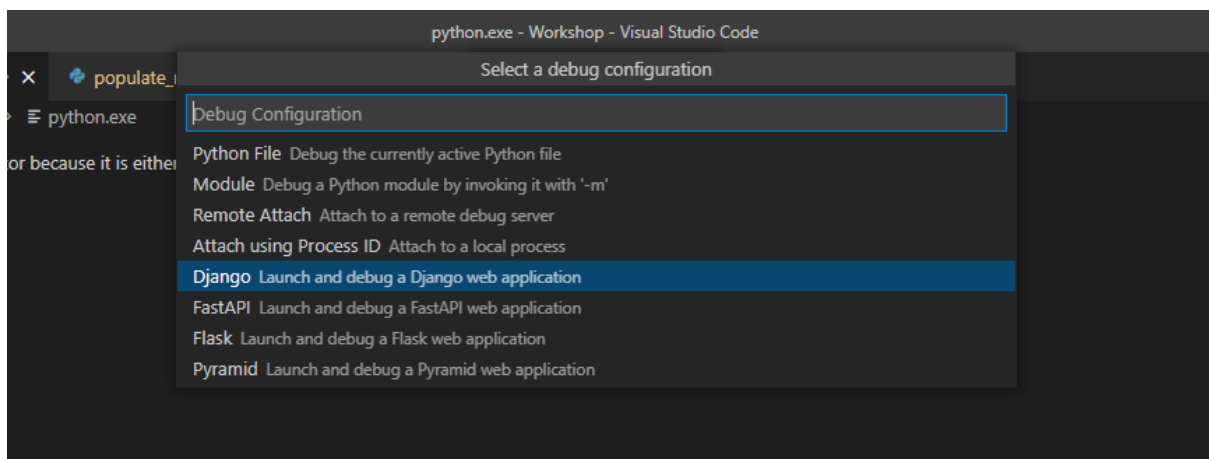 python.exe - Workshop - Visual Studio Code
Select a debug configuration
populate_
python.exe
Debug Configuration
or because it is either
Python File Debug the currently active Python file
Module Debug a Python module by invoking it with '-m'
Remote Attach Attach to a remote debug server
Attach using Process ID Attach to a local process
Django Launch and debug a Django web application
FastAPI Launch and debug a FastAPI web application
Flask Launch and debug a Flask web application
Pyramid Launch and debug a Pyramid web application